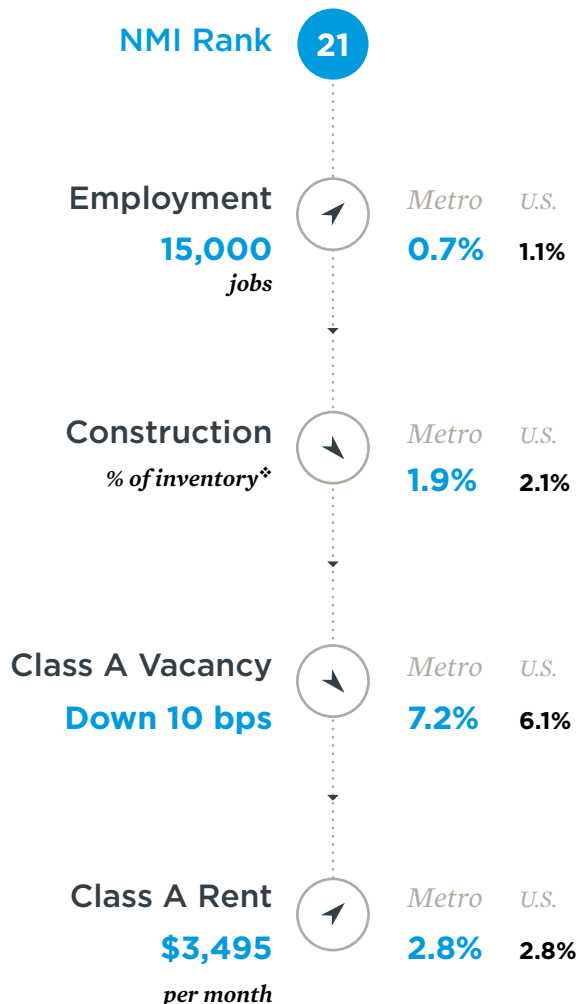 NMI Rank 21
Employment Metro U.S.
15,000 0.7% 1.1%
jobs
Construction Metro U.S.
% of inventory❖ 1.9% 2.1%
Class A Vacancy Metro U.S.
Down 10 bps 7.2% 6.1%
Class A Rent Metro U.S.
$3,495 2.8% 2.8%
per month